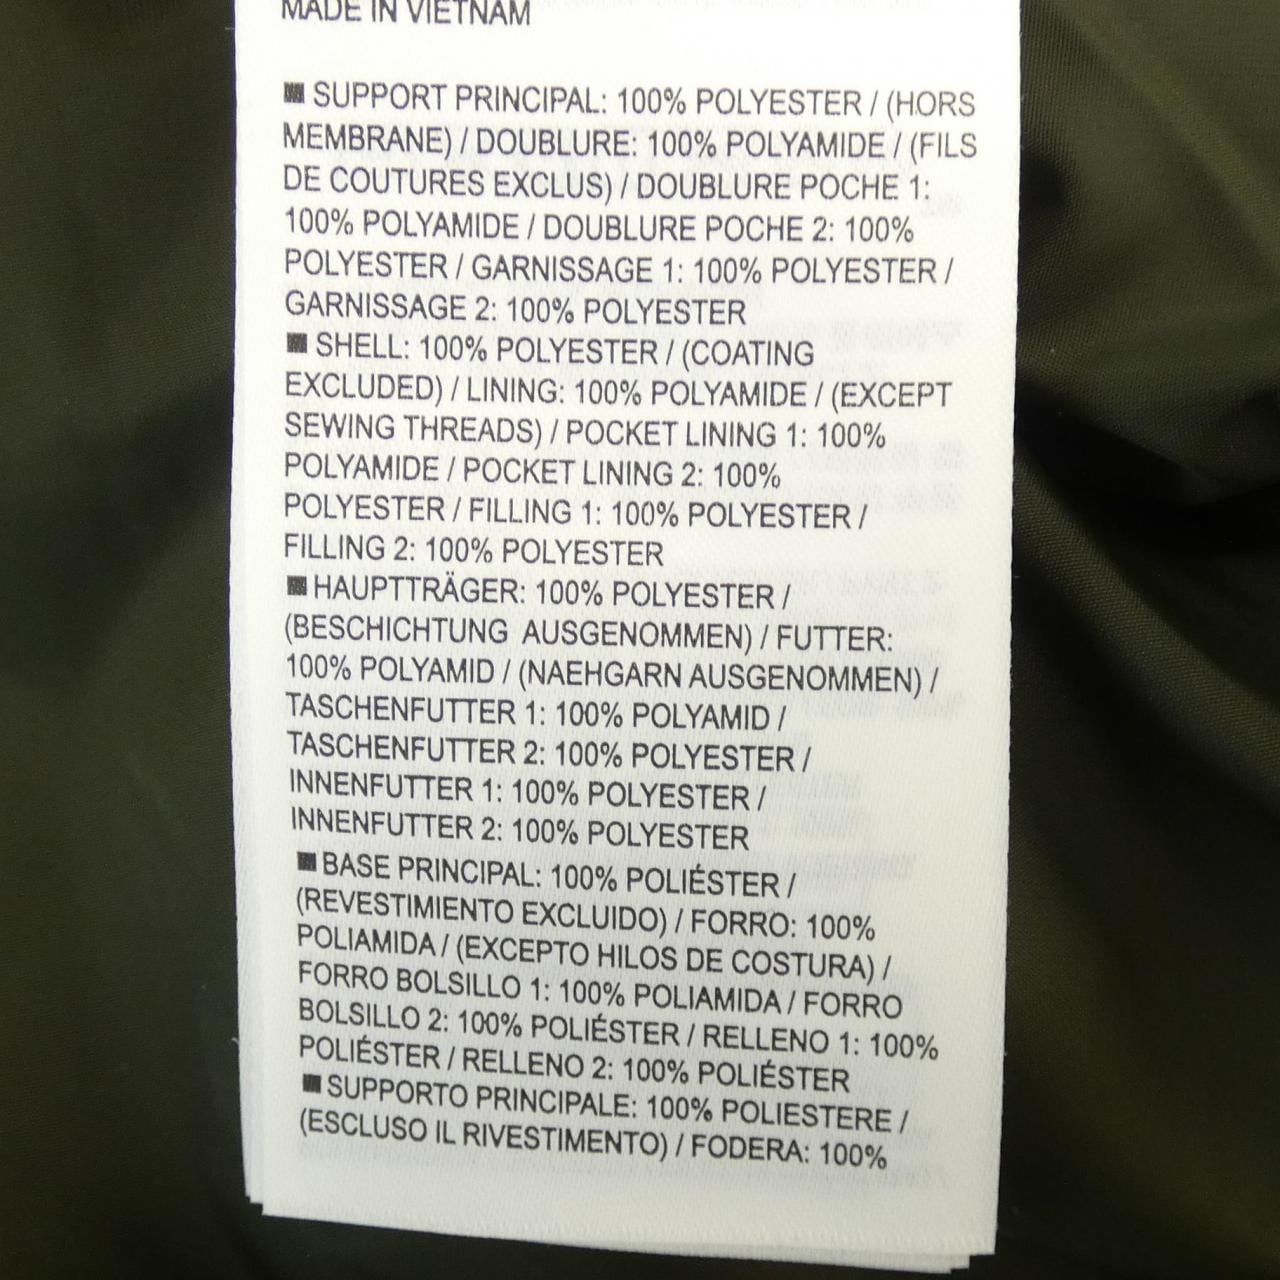 MADE IN VIETNAM
■ SUPPORT PRINCIPAL: 100% POLYESTER / (HORS
MEMBRANE) / DOUBLURE: 100% POLYAMIDE / (FILS
DE COUTURES EXCLUS) / DOUBLURE POCHE 1:
100% POLYAMIDE / DOUBLURE POCHE 2: 100%
POLYESTER / GARNISSAGE 1: 100% POLYESTER /
GARNISSAGE 2: 100% POLYESTER
■ SHELL: 100% POLYESTER / (COATING
EXCLUDED) / LINING: 100% POLYAMIDE / (EXCEPT
SEWING THREADS) / POCKET LINING 1: 100%
POLYAMIDE / POCKET LINING 2: 100%
POLYESTER / FILLING 1: 100% POLYESTER /
FILLING 2: 100% POLYESTER
■ HAUPTTRÄGER: 100% POLYESTER /
(BESCHICHTUNG AUSGENOMMEN) / FUTTER:
100% POLYAMID / (NAEHGARN AUSGENOMMEN) /
TASCHENFUTTER 1: 100% POLYAMID /
TASCHENFUTTER 2: 100% POLYESTER /
INNENFUTTER 1: 100% POLYESTER /
INNENFUTTER 2: 100% POLYESTER
■ BASE PRINCIPAL: 100% POLIÉSTER /
(REVESTIMIENTO EXCLUIDO) / FORRO: 100%
POLIAMIDA / (EXCEPTO HILOS DE COSTURA) /
FORRO BOLSILLO 1: 100% POLIAMIDA / FORRO
BOLSILLO 2: 100% POLIÉSTER / RELLENO 1: 100%
POLIÉSTER / RELLENO 2: 100% POLIÉSTER
■ SUPPORTO PRINCIPALE: 100% POLIESTERE /
(ESCLUSO IL RIVESTIMENTO) / FODERA: 100%